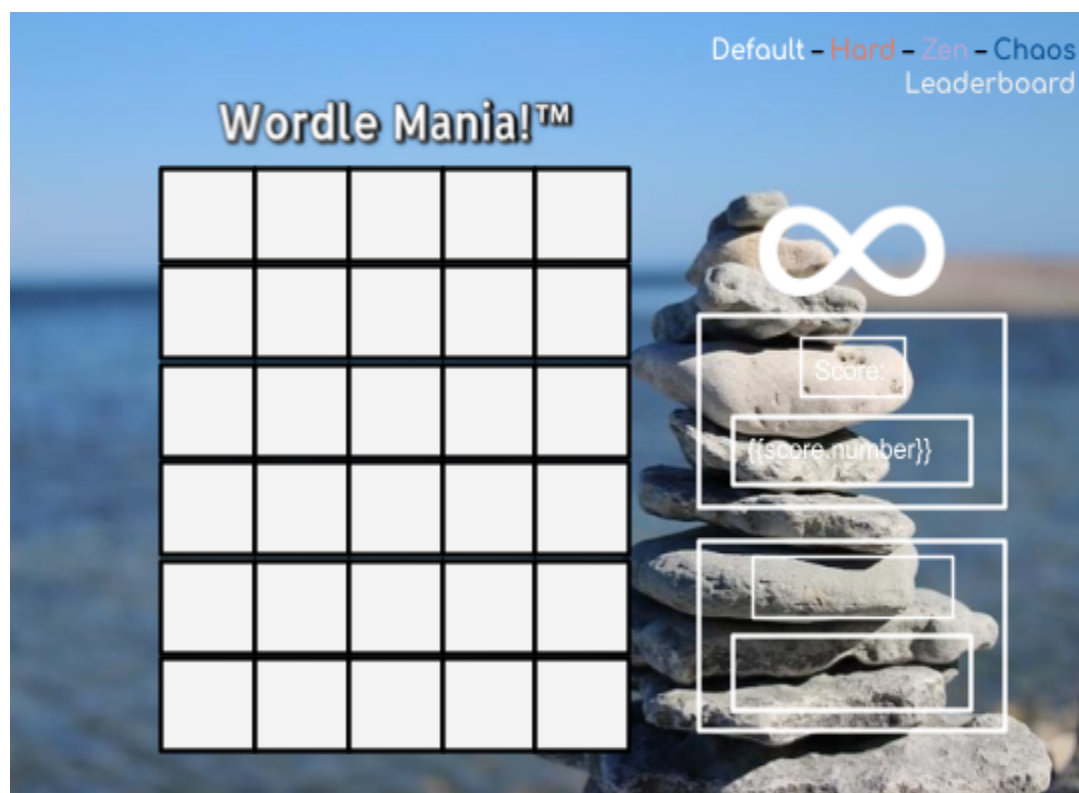 Default - Hard - Zen - Chaos
Leaderboard
Wordle Mania!™
Score:
{{score.number}}